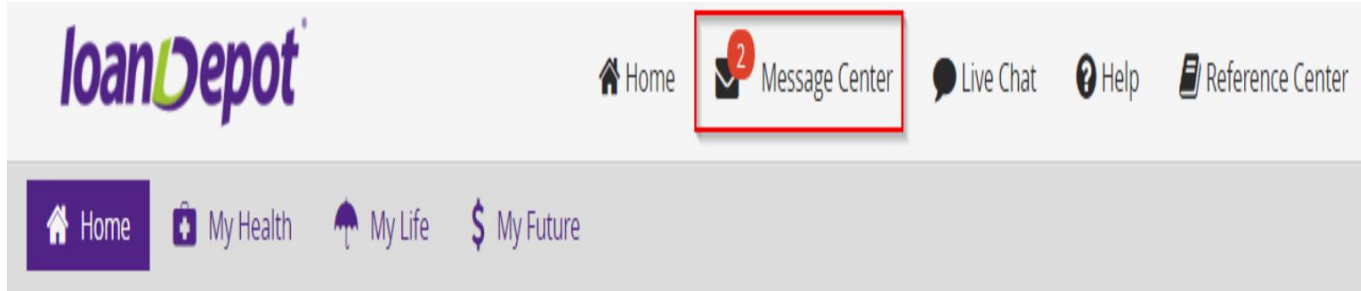 loanDepot
Home 2 Message Center Live Chat ? Help Reference Center
Home My Health My Life $ My Future